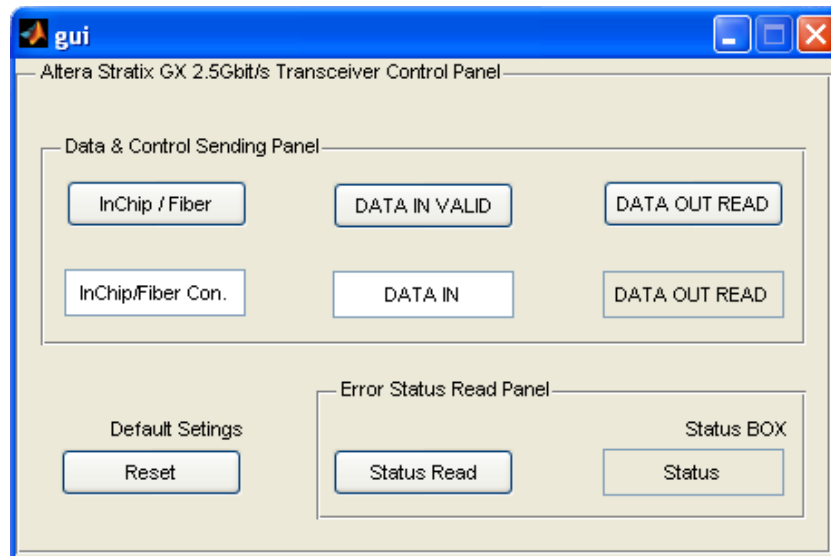 gui
Altera Stratix GX 2.5Gbit/s Transceiver Control Panel
Data & Control Sending Panel
InChip / Fiber
DATA IN VALID
DATA OUT READ
InChip/Fiber Con.
DATA IN
DATA OUT READ
Error Status Read Panel
Default Setings
Status BOX
Reset
Status Read
Status